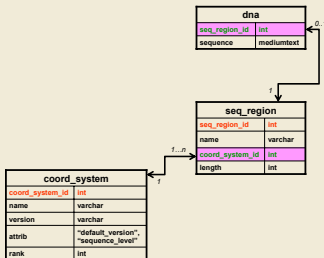 dna
seq_region_id int
sequence mediumtext
0..
1
seq_region
seq_region_id int
name varchar
coord_system_id int
length int
1...n
1
coord_system
coord_system_id int
name varchar
version varchar
attrib "default_version",
"sequence_level"
rank int